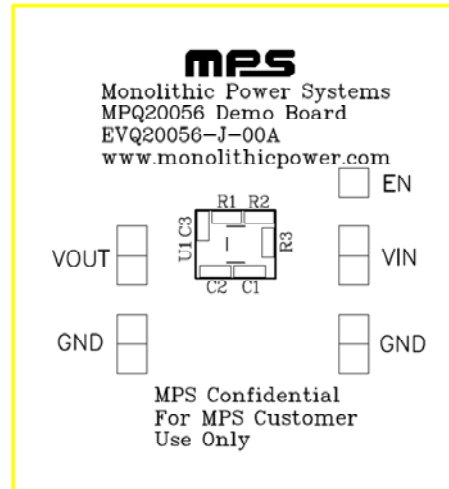 mps
Monolithic Power Systems
MPQ20056 Demo Board
EVQ20056-J-00A
www.monolithicpower.com
EN
R1 R2
U1 C3
R3
VOUT
VIN
C2 C1
GND
GND
MPS Confidential
For MPS Customer
Use Only